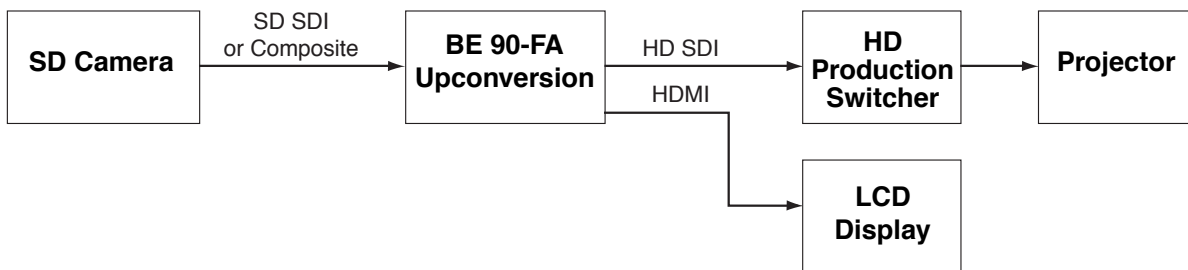 SD Camera
SD SDI
or Composite
BE 90-FA
Upconversion
HD SDI
HDMI
HD
Production
Switcher
Projector
LCD
Display